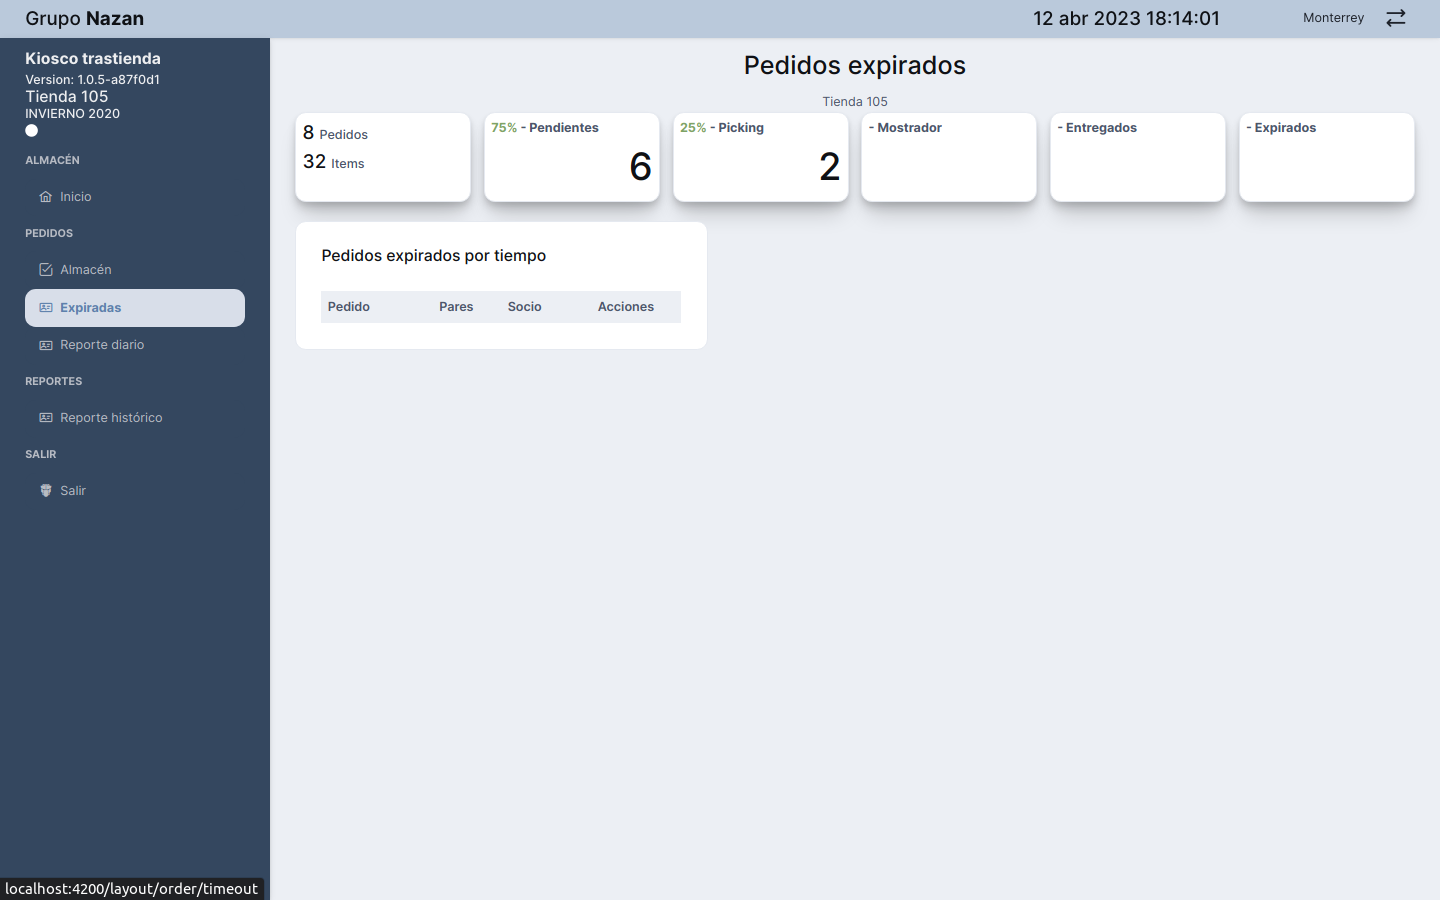 Grupo Nazan
12 abr 2023 18:14:01
Monterrey
Kiosco trastienda
Version: 1.0.5-a87f0d1
Tienda 105
INVIERNO 2020
ALMACÉN
Inicio
PEDIDOS
Almacén
Expiradas
Reporte diario
REPORTES
Reporte histórico
SALIR
Salir
Pedidos expirados
Tienda 105
8 Pedidos
32 Items
75% - Pendientes
6
25% - Picking
2
- Mostrador
- Entregados
- Expirados
Pedidos expirados por tiempo
Pedido Pares Socio Acciones
localhost:4200/layout/order/timeout